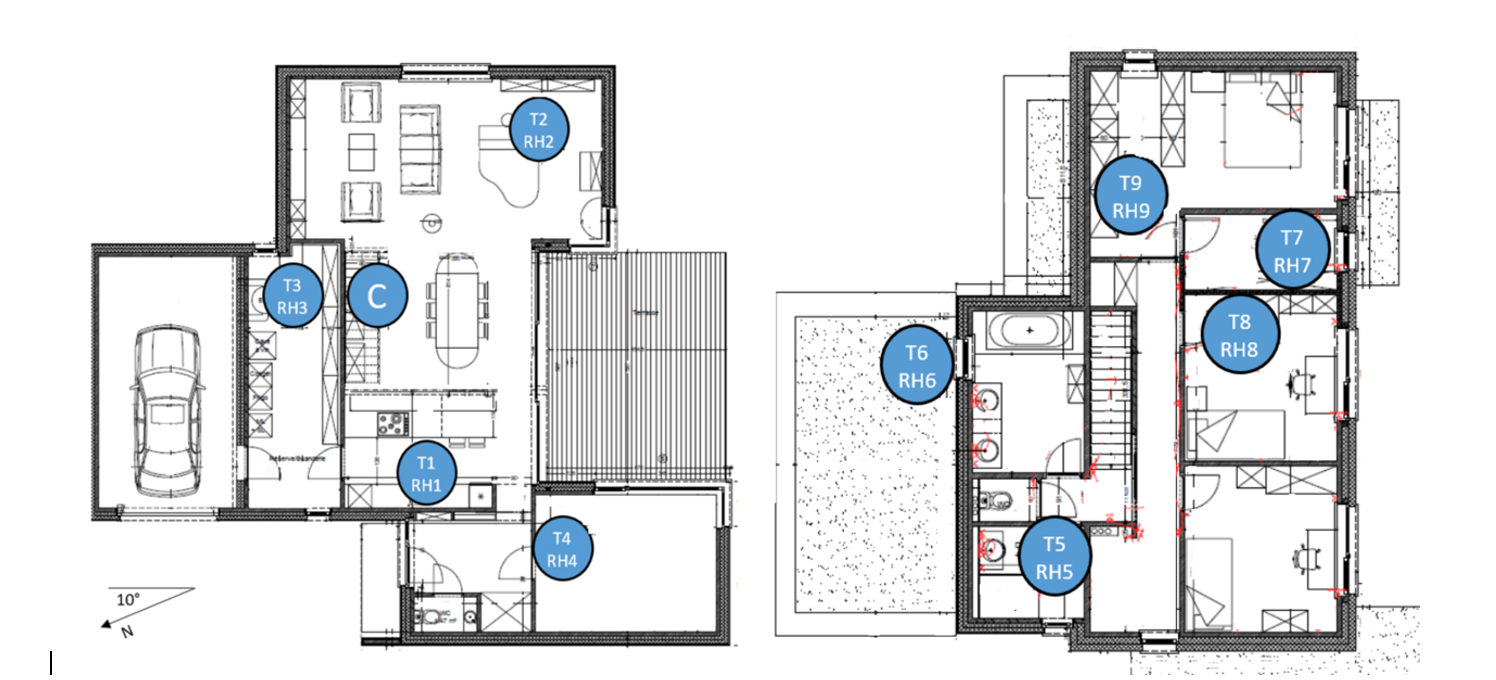 T2
RH2
T3
RH3
C
Terrasse
T1
RH1
T4
RH4
10°
N
T9
RH9
T7
RH7
T8
RH8
T6
RH6
T5
RH5